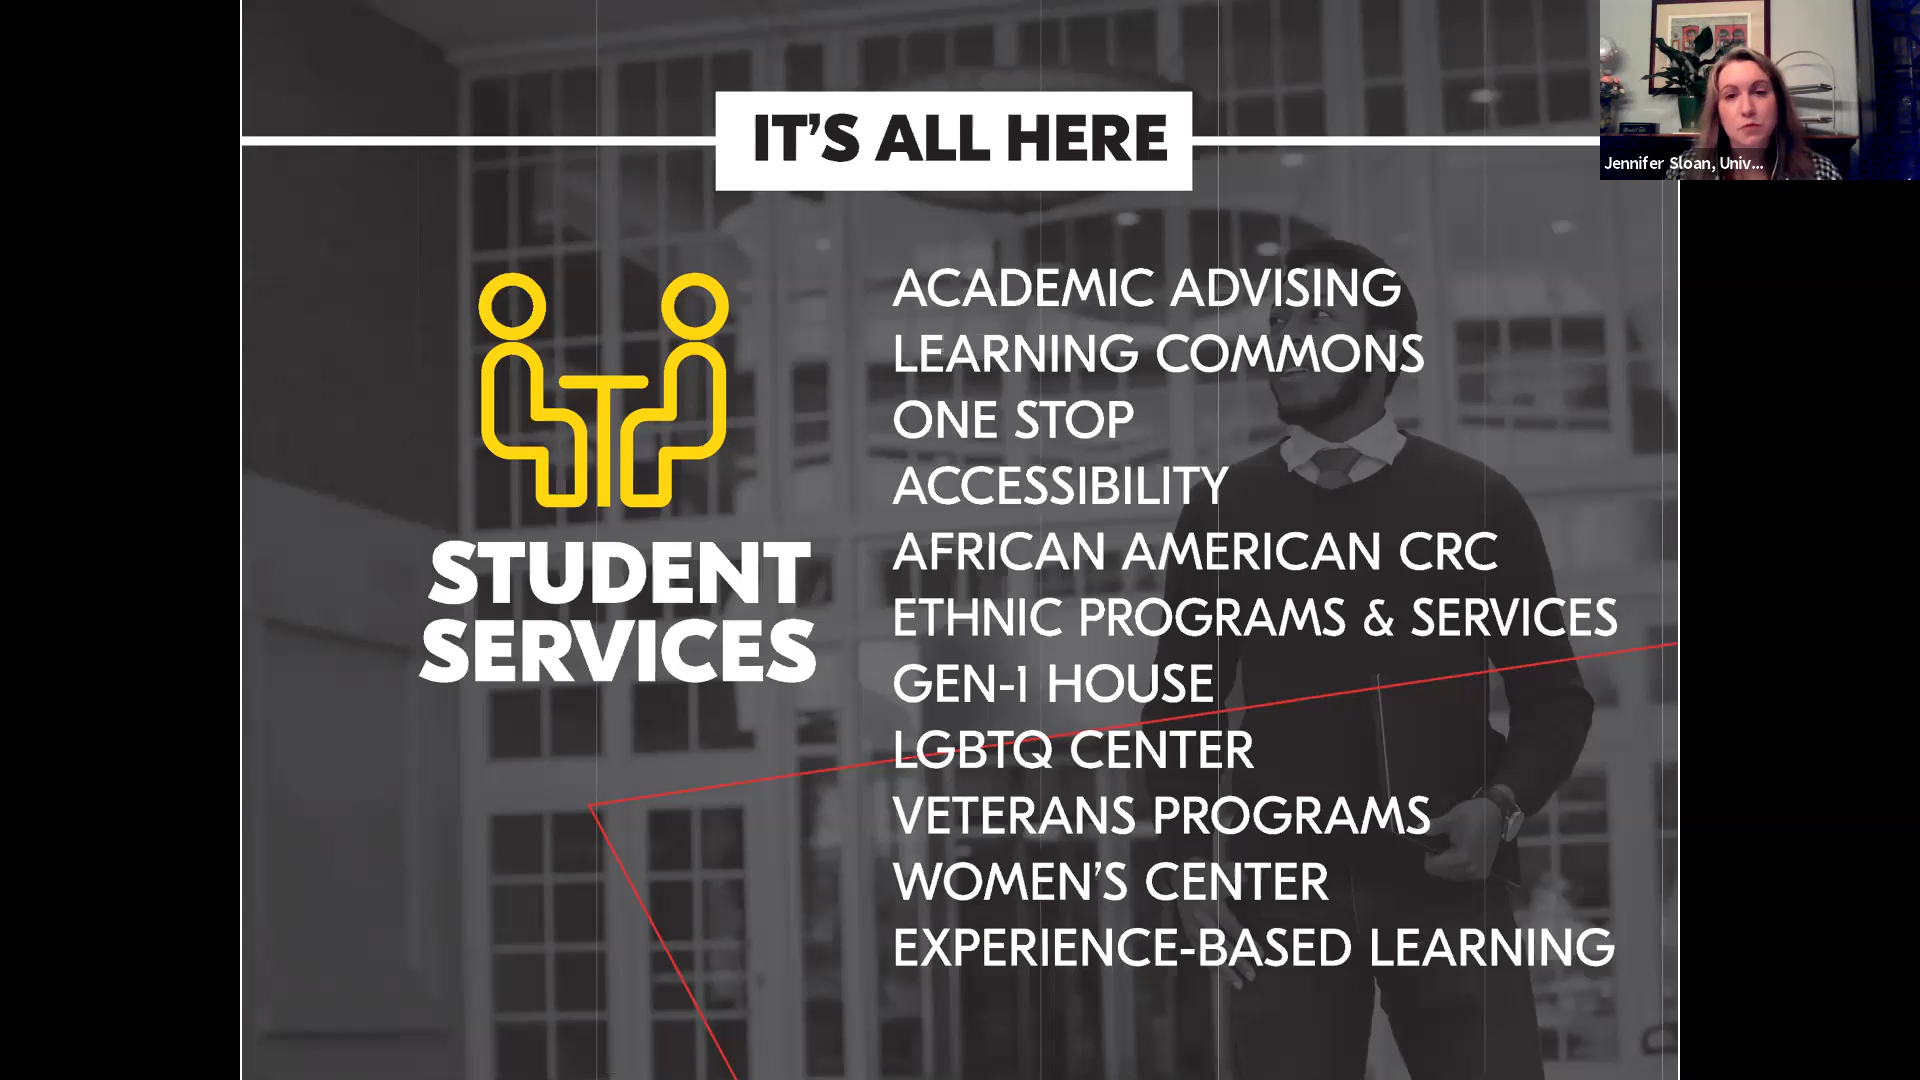 IT'S ALL HERE
Jennifer Sloan, Univ...
STUDENT
SERVICES
ACADEMIC ADVISING
LEARNING COMMONS
ONE STOP
ACCESSIBILITY
AFRICAN AMERICAN CRC
ETHNIC PROGRAMS & SERVICES
GEN-1 HOUSE
LGBTQ CENTER
VETERANS PROGRAMS
WOMEN'S CENTER
EXPERIENCE-BASED LEARNING